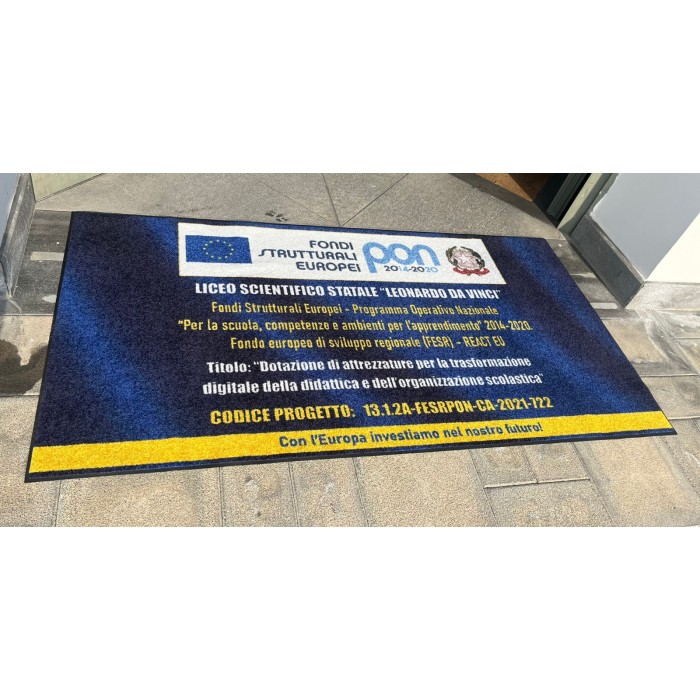 FONDI
STRUTTURALI
EUROPEI
pon
2014-2020
LICEO SCIENTIFICO STATALE "LEONARDO DA VINCI"
Fondi Strutturali Europei - Programma Operativo Nazionale
"Per la scuola, competenze e ambienti per l'apprendimento" 2014-2020.
Fondo europeo di sviluppo regionale (FESR) - REACT EU
Titolo: "Dotazione di attrezzature per la trasformazione
digitale della didattica e dell'organizzazione scolastica"
CODICE PROGETTO: 13.1.2A-FESRPON-CA-2021-722
Con l'Europa investiamo nel nostro futuro!